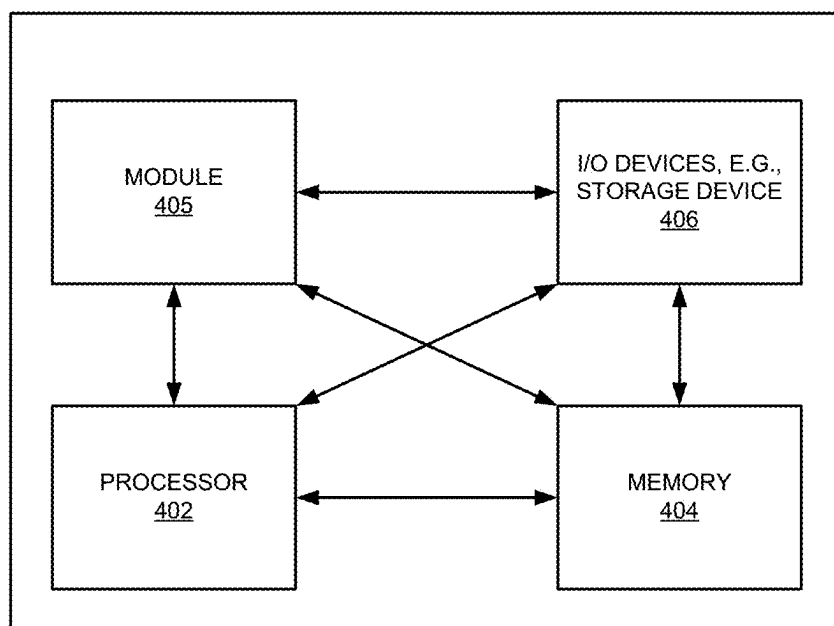 MODULE
405
I/O DEVICES, E.G.,
STORAGE DEVICE
406
PROCESSOR
402
MEMORY
404